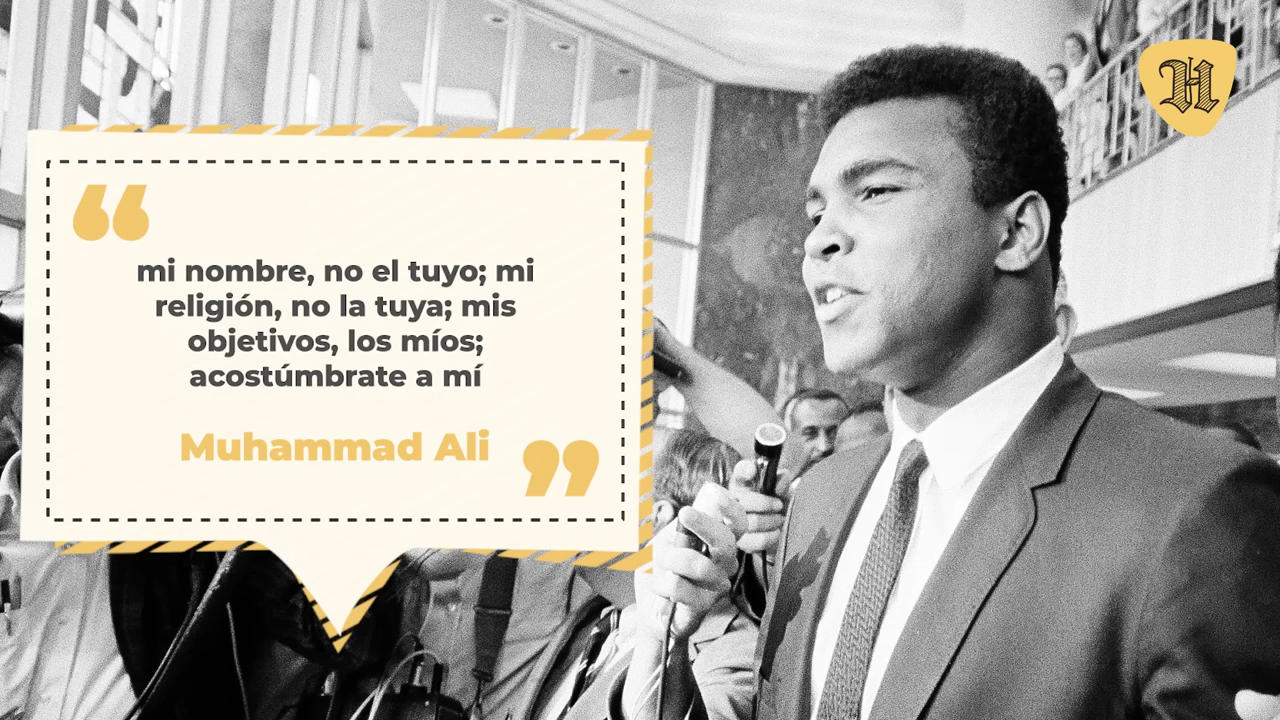 “
mi nombre, no el tuyo; mi
religión, no la tuya; mis
objetivos, los míos;
acostúmbrate a mí
Muhammad Ali
”
H